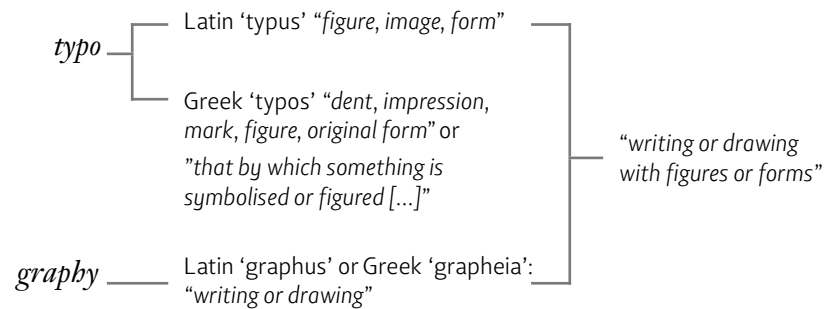 typo
Latin ‘typus’ “figure, image, form”
Greek ‘typos’ “dent, impression,
mark, figure, original form” or
”that by which something is
symbolised or figured [...]”
graphy
Latin ‘graphus’ or Greek ‘grapheia’:
“writing or drawing”
“writing or drawing
with figures or forms”